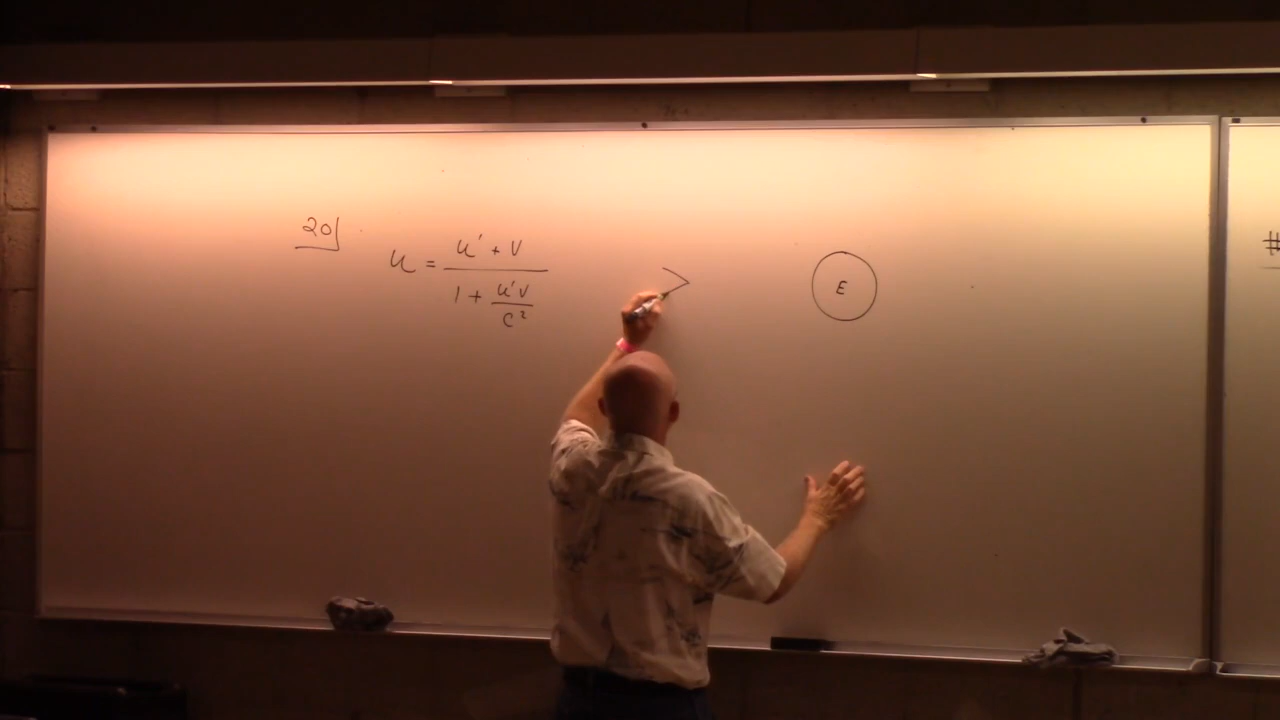 20
u = u' + v / 1 + u'v / c²
E
#